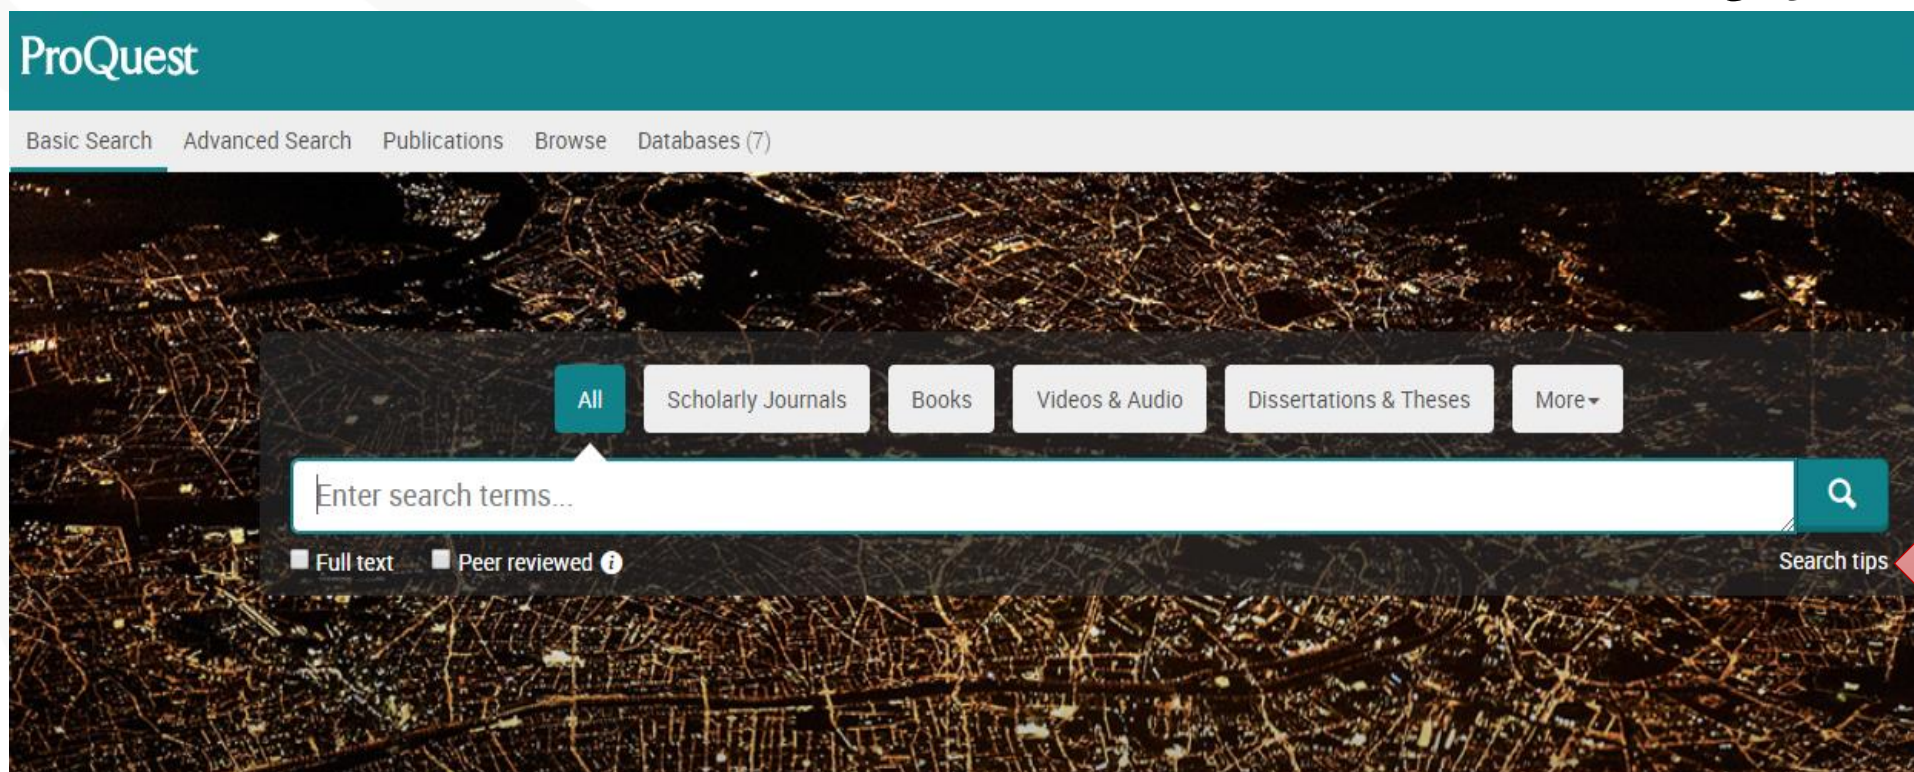 ProQuest
Basic Search Advanced Search Publications Browse Databases (7)
All Scholarly Journals Books Videos & Audio Dissertations & Theses More
Enter search terms...
Full text Peer reviewed i
Search tips